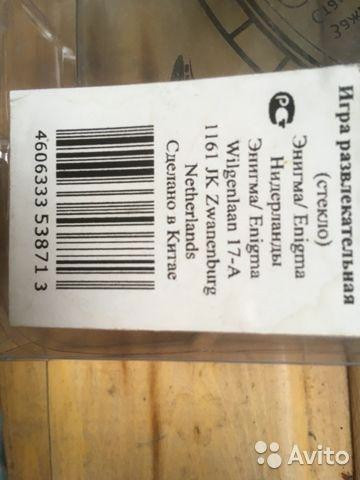 Игра развлекательная
(стекло)
Энигма/ Enigma
Нидерланды
Энигма/ Enigma
Wilgenlaan 17-A
1161 JK Zwanenburg
Netherlands
Сделано в Китае
4 606333 538713
Avito